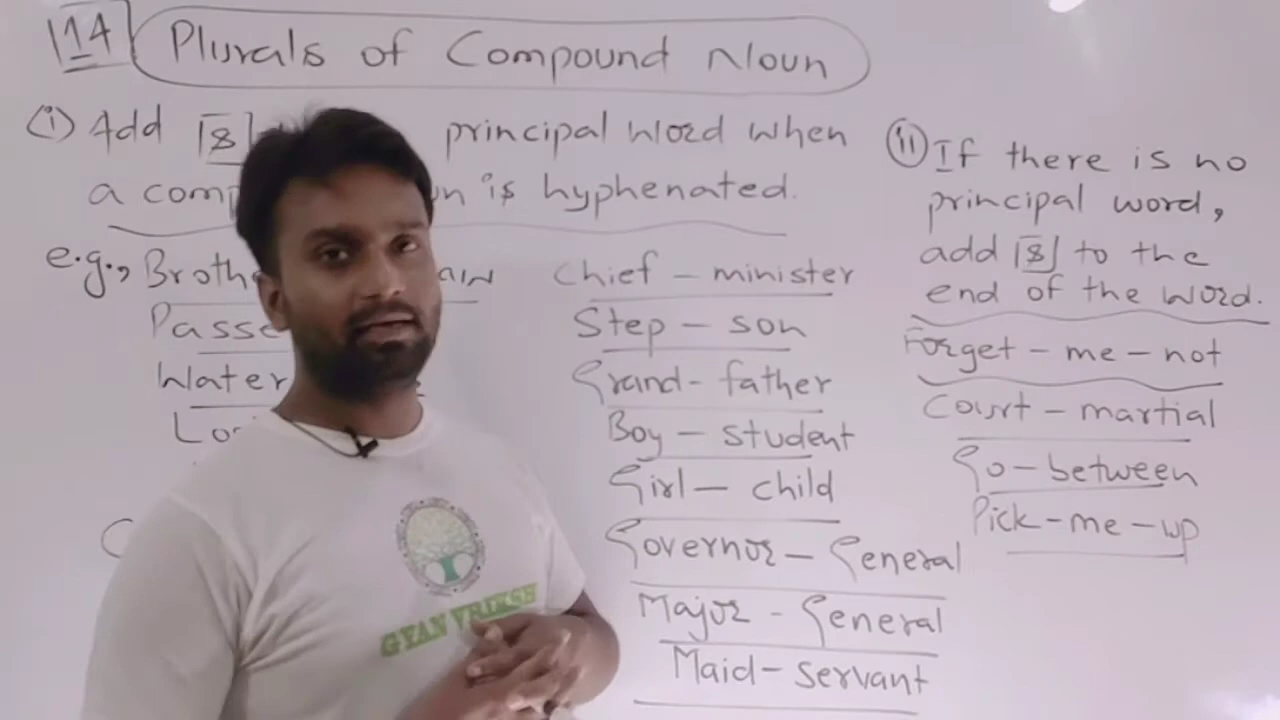 14 Plurals of Compound Noun
(i) Add s principal word when
a comp n is hyphenated.
e.g., Broth aw
Passe
Water
Chief - minister
Step - son
Grand - father
Boy - student
Girl - child
Governor - General
Major - General
Maid - servant
(ii) If there is no
principal word,
add s to the
end of the word.
Forget - me - not
Court - martial
Go - between
Pick - me - up
GYAN VRIKSH